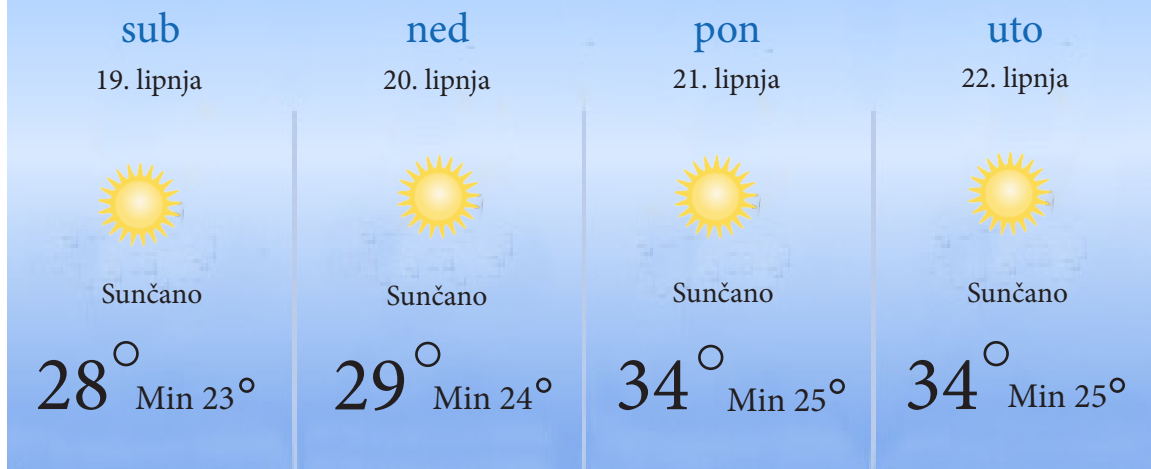 sub
19. lipnja
Sunčano
28° Min 23°
ned
20. lipnja
Sunčano
29° Min 24°
pon
21. lipnja
Sunčano
34° Min 25°
uto
22. lipnja
Sunčano
34° Min 25°